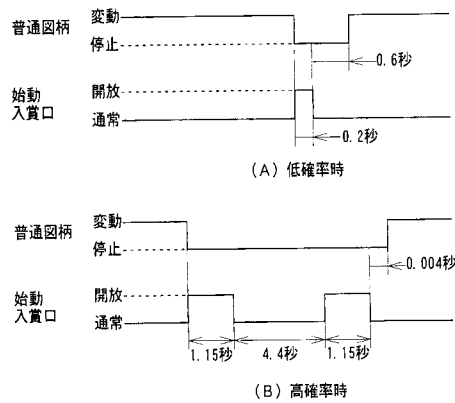 普通図柄
変動
停止
0.6秒
始動
入賞口
開放
通常
0.2秒
(A) 低確率時
普通図柄
変動
停止
0.004秒
始動
入賞口
開放
通常
1.15秒 4.4秒 1.15秒
(B) 高確率時